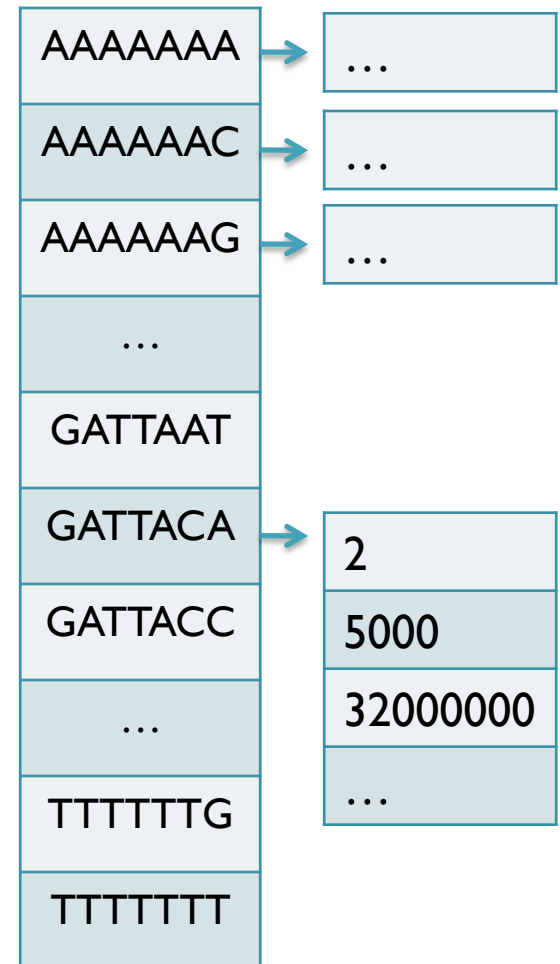 AAAAAAA …
AAAAAAC …
AAAAAAG …
…
GATTAAT
GATTACA 2
GATTACC 5000
32000000
… …
TTTTTTG
TTTTTTT